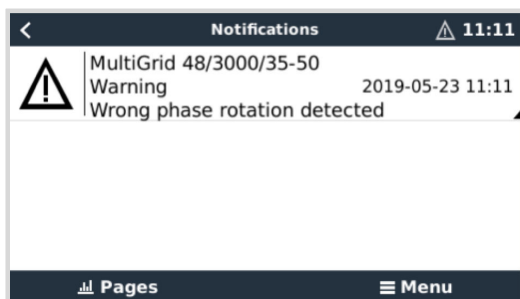 Notifications 11:11
MultiGrid 48/3000/35-50
Warning 2019-05-23 11:11
Wrong phase rotation detected
Pages Menu